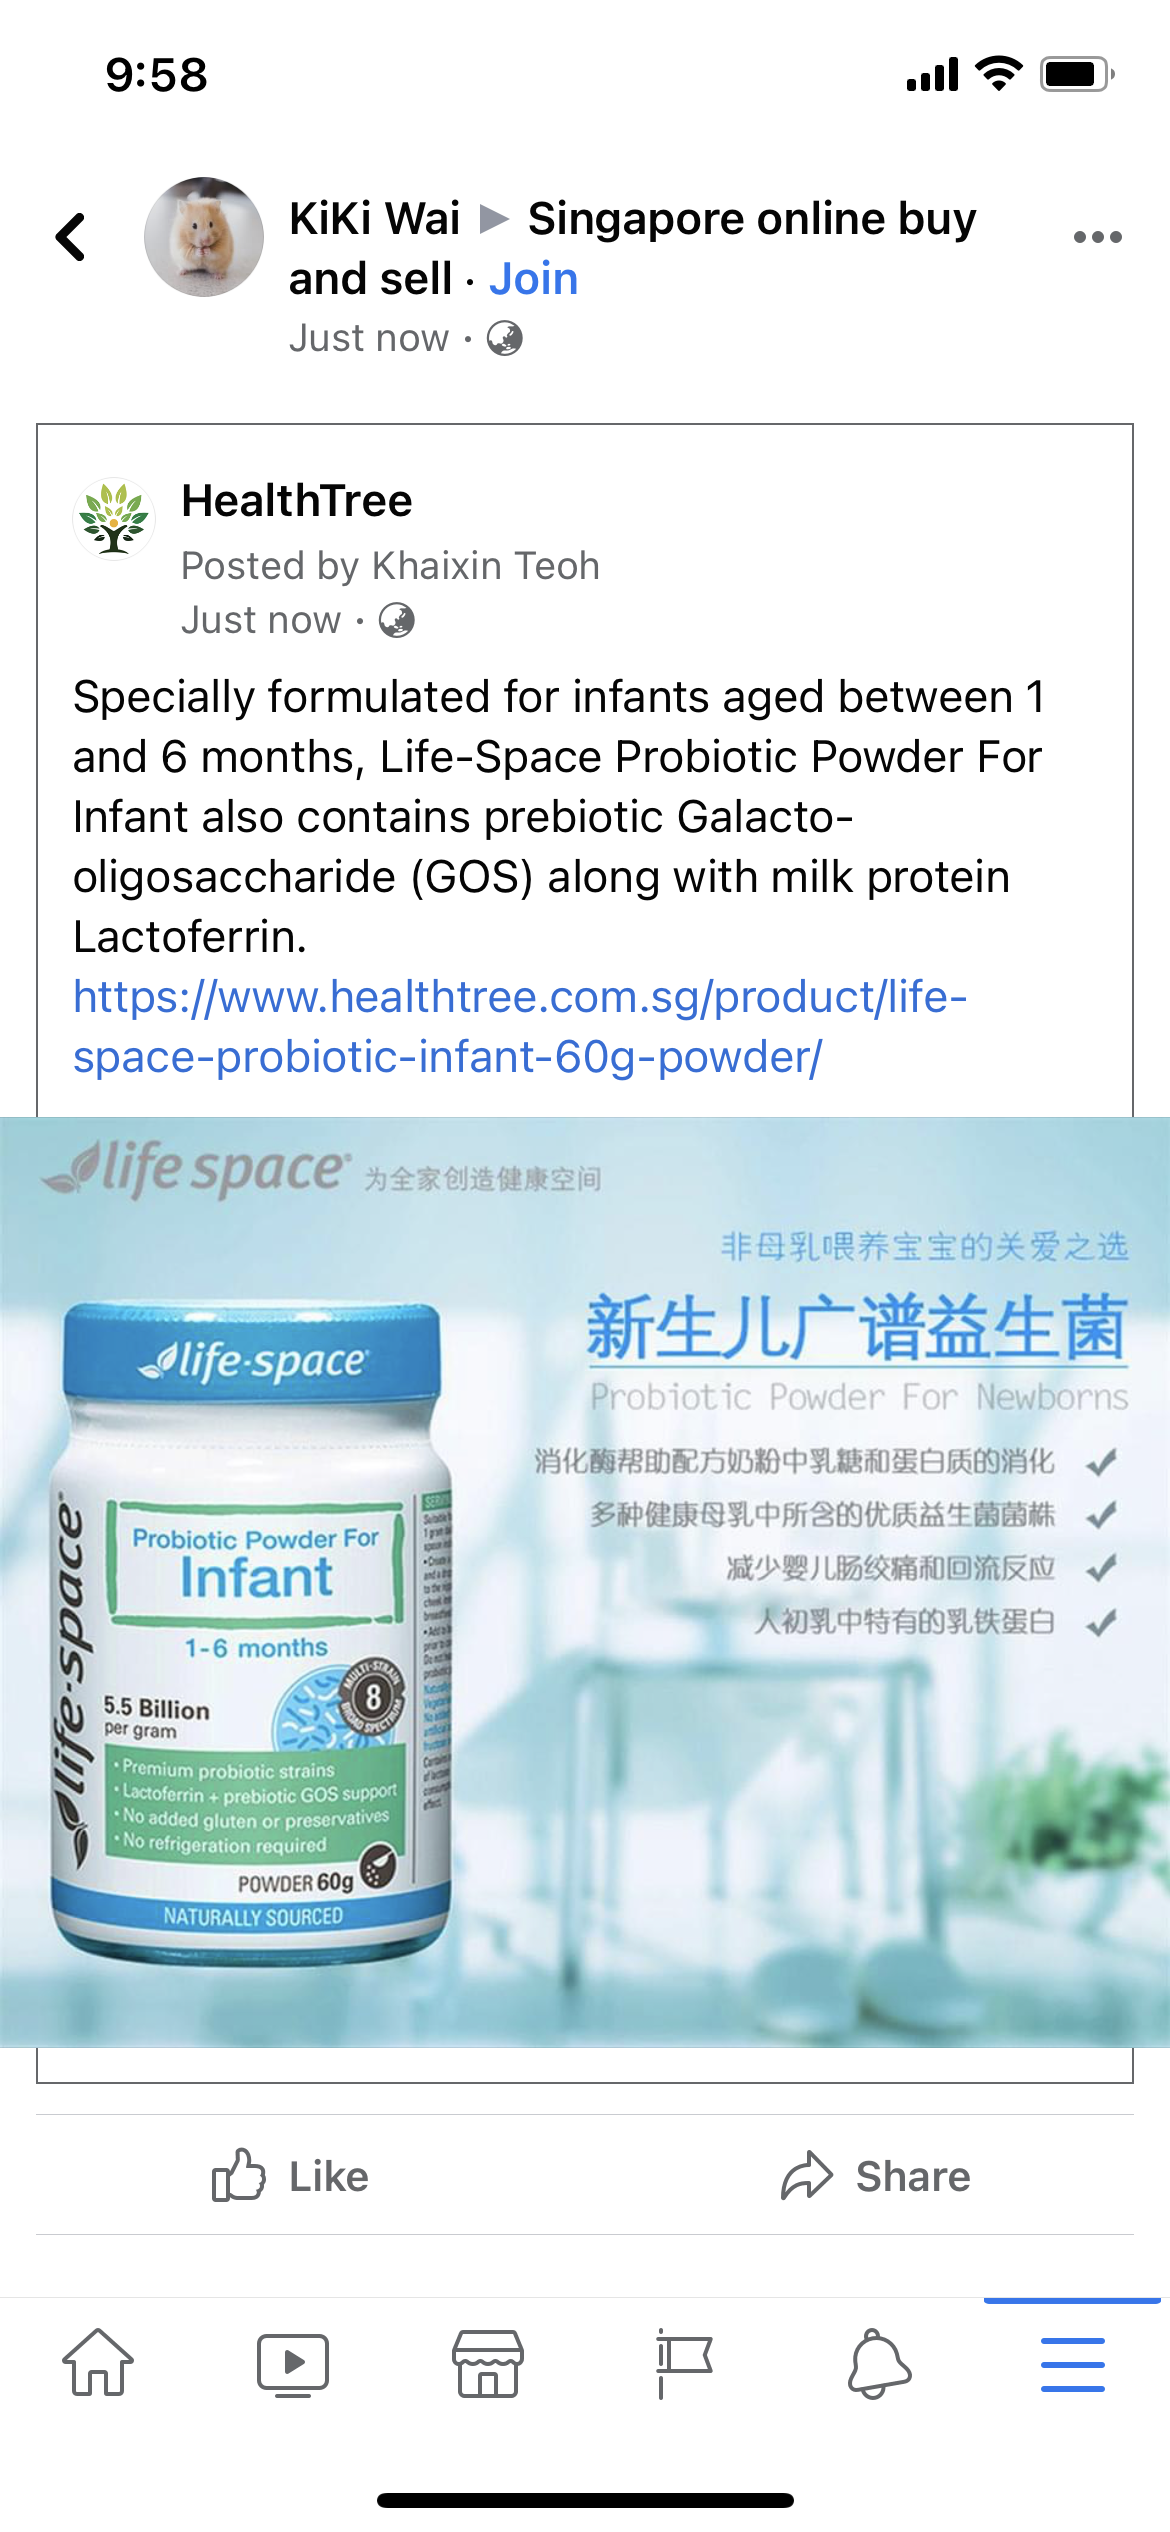 9:58
KiKi Wai ▶ Singapore online buy
and sell · Join
Just now ·
HealthTree
Posted by Khaixin Teoh
Just now ·
Specially formulated for infants aged between 1
and 6 months, Life-Space Probiotic Powder For
Infant also contains prebiotic Galacto-
oligosaccharide (GOS) along with milk protein
Lactoferrin.
https://www.healthtree.com.sg/product/life-
space-probiotic-infant-60g-powder/
life space 为全家创造健康空间
非母乳喂养宝宝的关爱之选
新生儿广谱益生菌
Probiotic Powder For Newborns
消化酶帮助配方奶粉中乳糖和蛋白质的消化
多种健康母乳中所含的优质益生菌菌株
减少婴儿肠绞痛和回流反应
人初乳中特有的乳铁蛋白
life-space
life-space
Probiotic Powder For
Infant
1-6 months
5.5 Billion
per gram
MULTI-STRAIN
8
BROAD SPECTRUM
• Premium probiotic strains
• Lactoferrin + prebiotic GOS support
• No added gluten or preservatives
• No refrigeration required
POWDER 60g
NATURALLY SOURCED
Like
Share